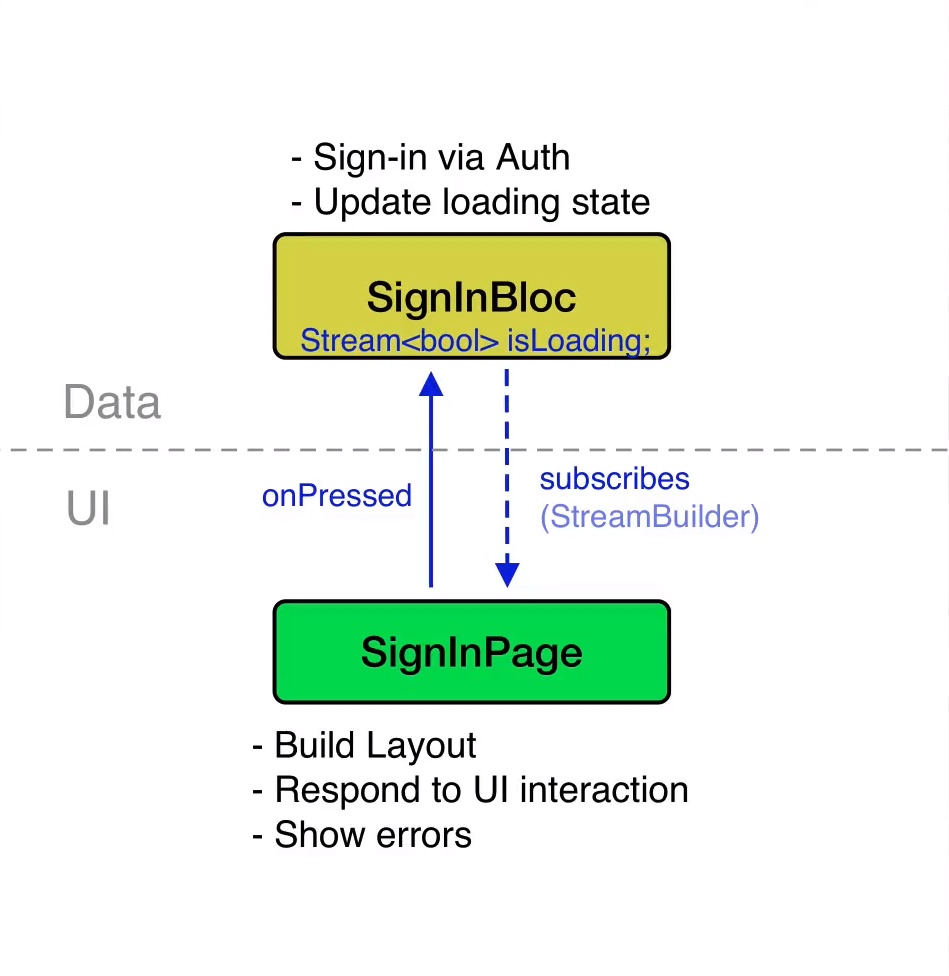 - Sign-in via Auth
- Update loading state
SignInBloc
Stream<bool> isLoading;
Data
UI
onPressed
subscribes
(StreamBuilder)
SignInPage
- Build Layout
- Respond to UI interaction
- Show errors